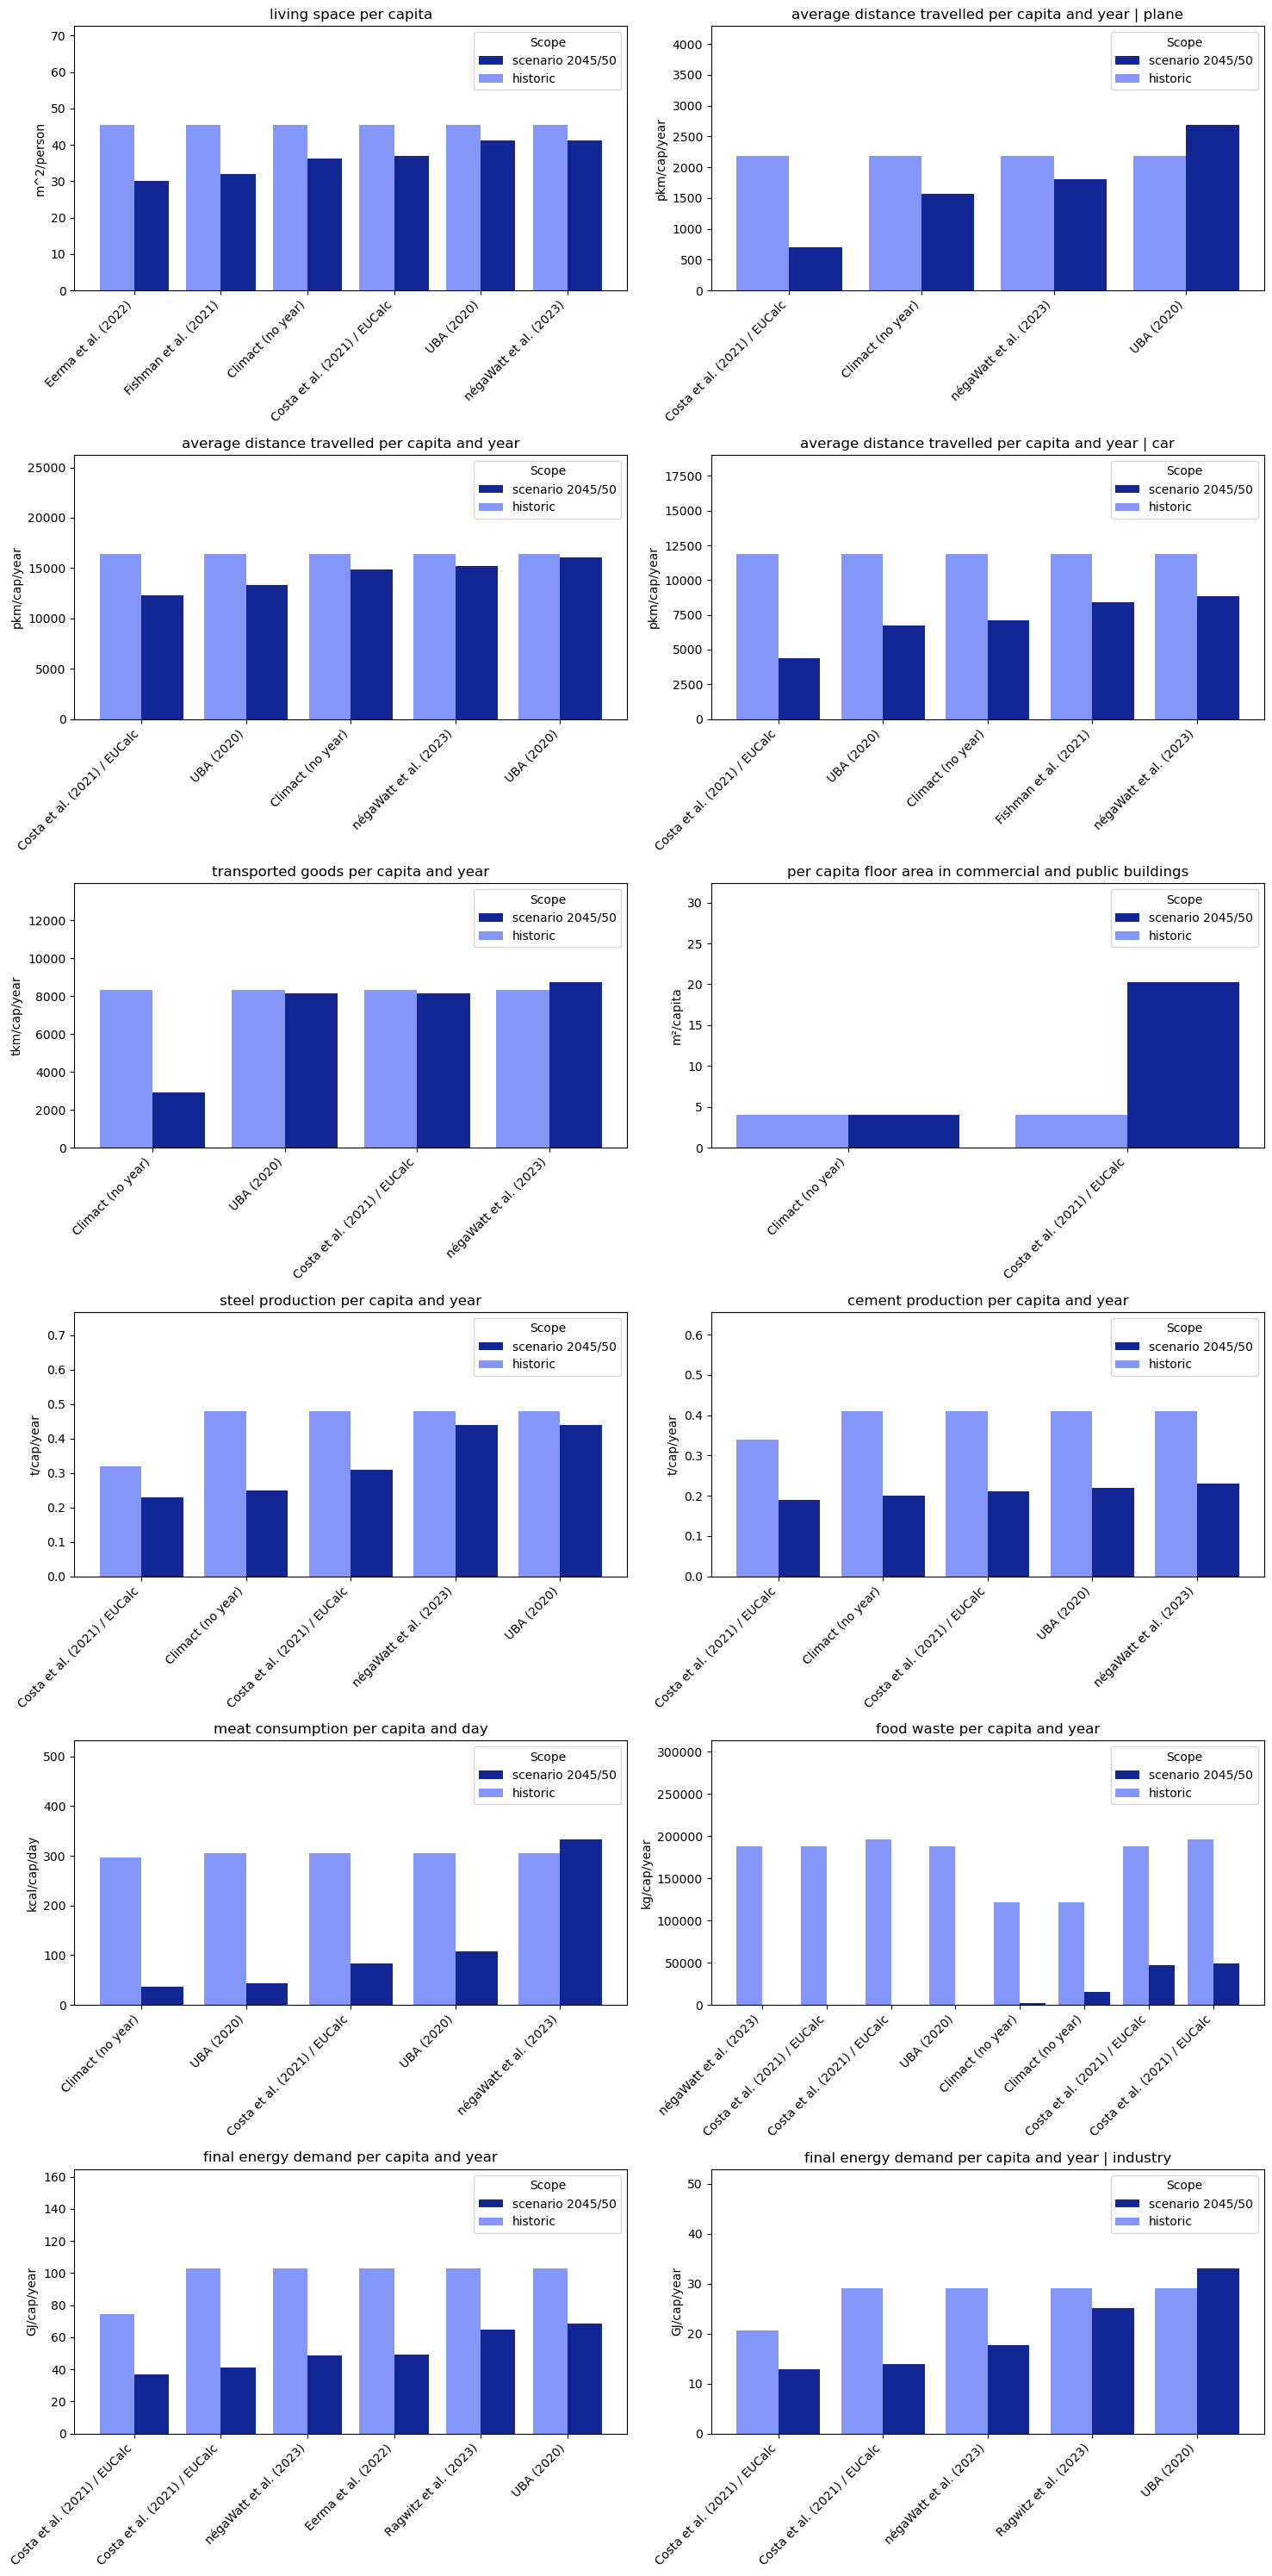 living space per capita
m^2/person
70
60
50
40
30
20
10
0
Scope
scenario 2045/50
historic
Eerma et al. (2022)
Fishman et al. (2021)
Climact (no year)
Costa et al. (2021) / EUCalc
UBA (2020)
négaWatt et al. (2023)
average distance travelled per capita and year | plane
pkm/cap/year
4000
3500
3000
2500
2000
1500
1000
500
0
Scope
scenario 2045/50
historic
Costa et al. (2021) / EUCalc
Climact (no year)
négaWatt et al. (2023)
UBA (2020)
average distance travelled per capita and year
pkm/cap/year
25000
20000
15000
10000
5000
0
Scope
scenario 2045/50
historic
Costa et al. (2021) / EUCalc
UBA (2020)
Climact (no year)
négaWatt et al. (2023)
UBA (2020)
average distance travelled per capita and year | car
pkm/cap/year
17500
15000
12500
10000
7500
5000
2500
0
Scope
scenario 2045/50
historic
Costa et al. (2021) / EUCalc
UBA (2020)
Climact (no year)
Fishman et al. (2021)
négaWatt et al. (2023)
transported goods per capita and year
tkm/cap/year
12000
10000
8000
6000
4000
2000
0
Scope
scenario 2045/50
historic
Climact (no year)
UBA (2020)
Costa et al. (2021) / EUCalc
négaWatt et al. (2023)
per capita floor area in commercial and public buildings
m²/capita
30
25
20
15
10
5
0
Scope
scenario 2045/50
historic
Climact (no year)
Costa et al. (2021) / EUCalc
steel production per capita and year
t/cap/year
0.7
0.6
0.5
0.4
0.3
0.2
0.1
0.0
Scope
scenario 2045/50
historic
Costa et al. (2021) / EUCalc
Climact (no year)
Costa et al. (2021) / EUCalc
négaWatt et al. (2023)
UBA (2020)
cement production per capita and year
t/cap/year
0.6
0.5
0.4
0.3
0.2
0.1
0.0
Scope
scenario 2045/50
historic
Costa et al. (2021) / EUCalc
Climact (no year)
Costa et al. (2021) / EUCalc
UBA (2020)
négaWatt et al. (2023)
meat consumption per capita and day
kcal/cap/day
500
400
300
200
100
0
Scope
scenario 2045/50
historic
Climact (no year)
UBA (2020)
Costa et al. (2021) / EUCalc
UBA (2020)
négaWatt et al. (2023)
food waste per capita and year
kg/cap/year
300000
250000
200000
150000
100000
50000
0
Scope
scenario 2045/50
historic
négaWatt et al. (2023)
Costa et al. (2021) / EUCalc
Costa et al. (2021) / EUCalc
UBA (2020)
Climact (no year)
Climact (no year)
Costa et al. (2021) / EUCalc
Costa et al. (2021) / EUCalc
final energy demand per capita and year
GJ/cap/year
160
140
120
100
80
60
40
20
0
Scope
scenario 2045/50
historic
Costa et al. (2021) / EUCalc
Costa et al. (2021) / EUCalc
négaWatt et al. (2023)
Eerma et al. (2022)
Ragwitz et al. (2023)
UBA (2020)
final energy demand per capita and year | industry
GJ/cap/year
50
40
30
20
10
0
Scope
scenario 2045/50
historic
Costa et al. (2021) / EUCalc
Costa et al. (2021) / EUCalc
négaWatt et al. (2023)
Ragwitz et al. (2023)
UBA (2020)